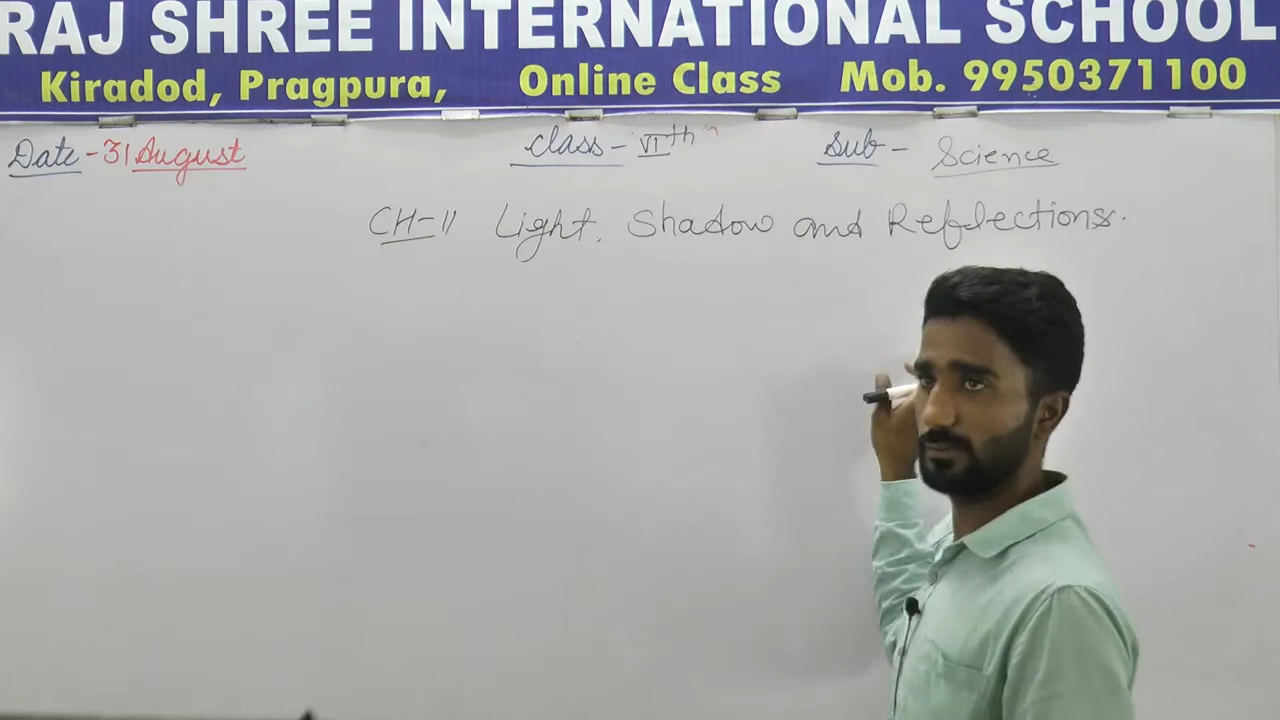 RAJ SHREE INTERNATIONAL SCHOOL
Kiradod, Pragpura, Online Class Mob. 9950371100
Date - 31 August Class - VIth Sub - Science
CH-11 Light, Shadow and Reflections.